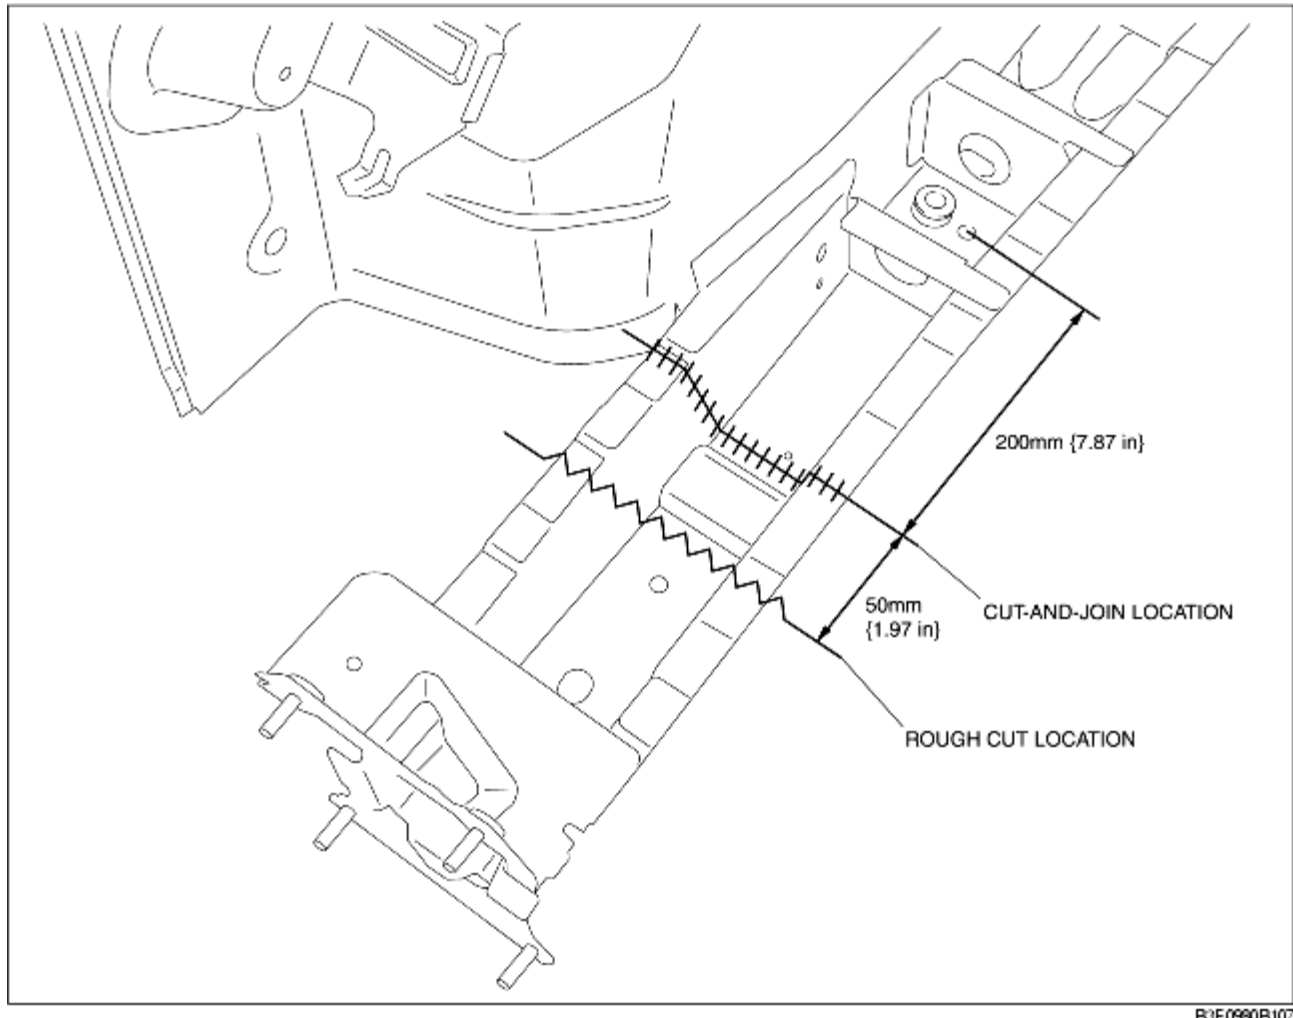 200mm {7.87 in}
50mm
{1.97 in}
CUT-AND-JOIN LOCATION
ROUGH CUT LOCATION